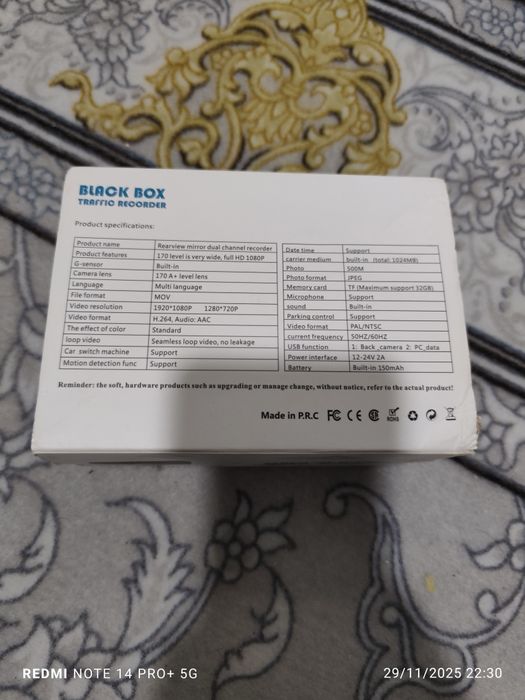 BLACK BOX
TRAFFIC RECORDER
Product specifications:
Product name Rearview mirror dual channel recorder
Product features 170 level is very wide, full HD 1080P
G-sensor Built-in
Camera lens 170 A+ level lens
Language Multi language
File format MOV
Video resolution 1920*1080P 1280*720P
Video format H.264, Audio: AAC
The effect of color Standard
loop video Seamless loop video, no leakage
Car switch machine Support
Motion detection func Support
Date time Support
carrier medium built-in (total: 1024MB)
Photo 500M
Photo format JPEG
Memory card TF (Maximum support 32GB)
Microphone Support
sound Built-in
Parking control Support
Video format PAL/NTSC
current frequency 50HZ/60HZ
USB function 1: Back_camera 2: PC_data
Power interface 12-24V 2A
Battery Built-in 150mAh
Reminder: the soft, hardware products such as upgrading or manage change, without notice, refer to the actual product!
Made in P.R.C FC CE RoHS
REDMI NOTE 14 PRO+ 5G
29/11/2025 22:30